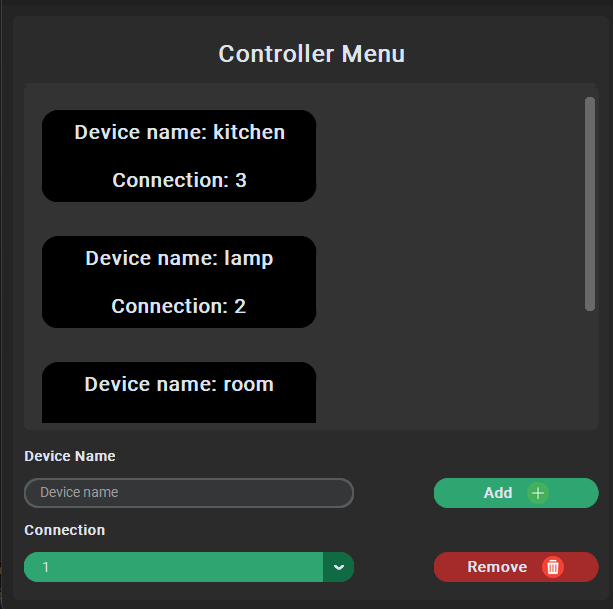 Controller Menu
Device name: kitchen
Connection: 3
Device name: lamp
Connection: 2
Device name: room
Device Name
Device name
Add
Connection
1
Remove